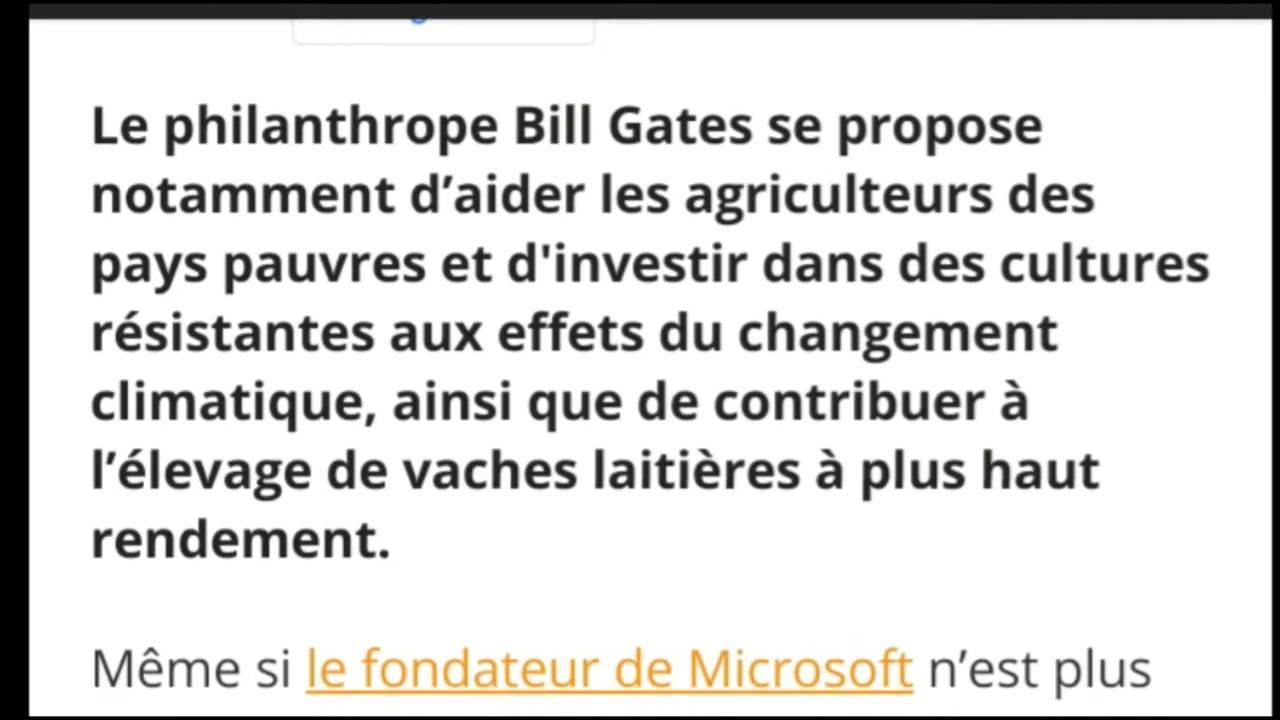 Le philanthrope Bill Gates se propose
notamment d’aider les agriculteurs des
pays pauvres et d'investir dans des cultures
résistantes aux effets du changement
climatique, ainsi que de contribuer à
l’élevage de vaches laitières à plus haut
rendement.
Même si le fondateur de Microsoft n’est plus